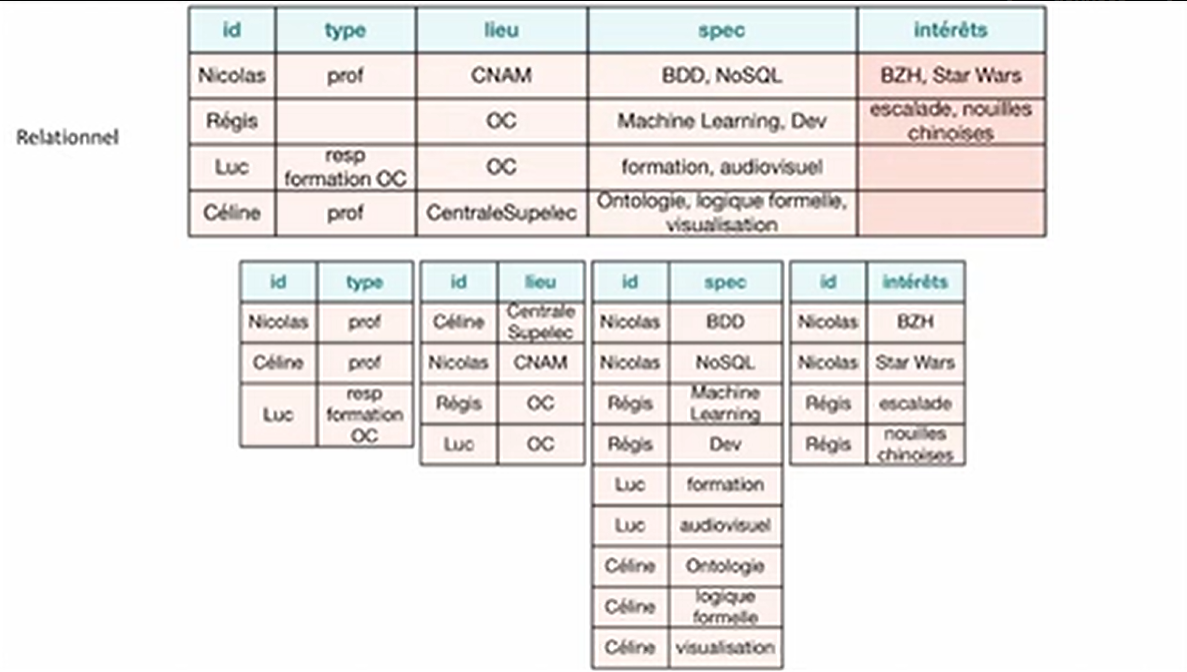 id type lieu spec intérêts
Nicolas prof CNAM BDD, NoSQL BZH, Star Wars
Régis OC Machine Learning, Dev escalade, nouilles
chinoises
Relationnel
Luc resp
formation OC OC formation, audiovisuel
Céline prof CentraleSupelec Ontologie, logique formelle,
visualisation
id type
Nicolas prof
Céline prof
Luc resp
formation
OC
id lieu
Céline Centrale
Supelec
Nicolas CNAM
Régis OC
Luc OC
id spec
Nicolas BDD
Nicolas NoSQL
Régis Machine
Learning
Régis Dev
Luc formation
Luc audiovisuel
Céline Ontologie
Céline logique
formelle
Céline visualisation
id intérêts
Nicolas BZH
Nicolas Star Wars
Régis escalade
Régis nouilles
chinoises